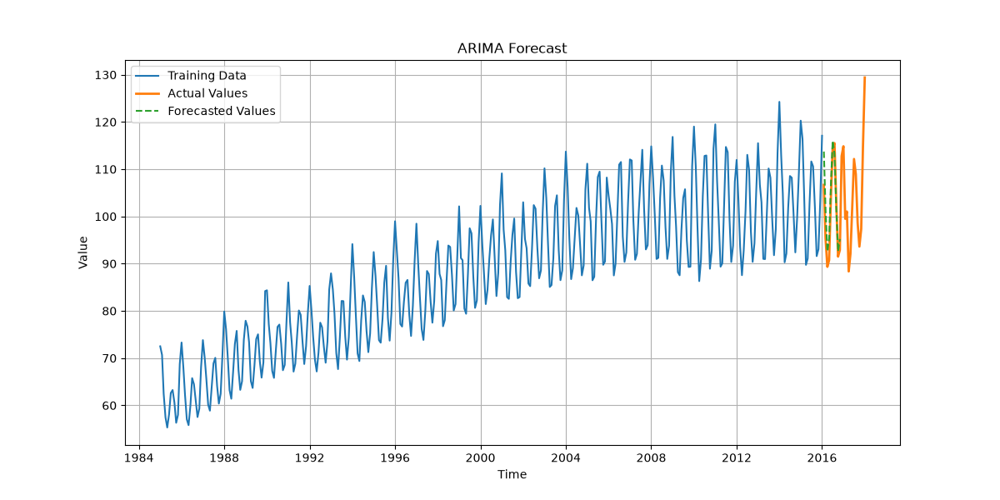 ARIMA Forecast
Training Data
Actual Values
Forecasted Values
130
120
110
100
90
80
70
60
Value
1984 1988 1992 1996 2000 2004 2008 2012 2016
Time